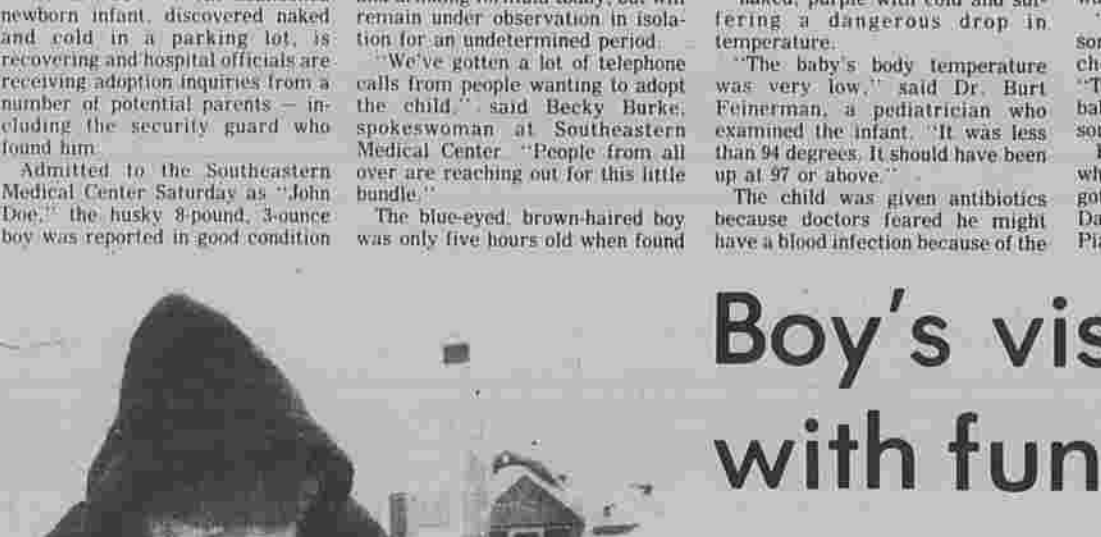 newborn infant, discovered naked
and cold in a parking lot, is
recovering and hospital officials are
receiving adoption inquiries from a
number of potential parents — in-
cluding the security guard who
found him.
Admitted to the Southeastern
Medical Center Saturday as "John
Doe," the husky 8-pound, 3-ounce
boy was reported in good condition
remain under observation in isola-
tion for an undetermined period.
"We've gotten a lot of telephone
calls from people wanting to adopt
the child," said Becky Burke,
spokeswoman at Southeastern
Medical Center. "People from all
over are reaching out for this little
bundle."
The blue-eyed, brown-haired boy
was only five hours old when found
naked, purple with cold and suf-
fering a dangerous drop in
temperature.
"The baby's body temperature
was very low," said Dr. Burt
Feinerman, a pediatrician who
examined the infant. "It was less
than 94 degrees. It should have been
up at 97 or above."
The child was given antibiotics
because doctors feared he might
have a blood infection because of the
Boy's vis
with fun